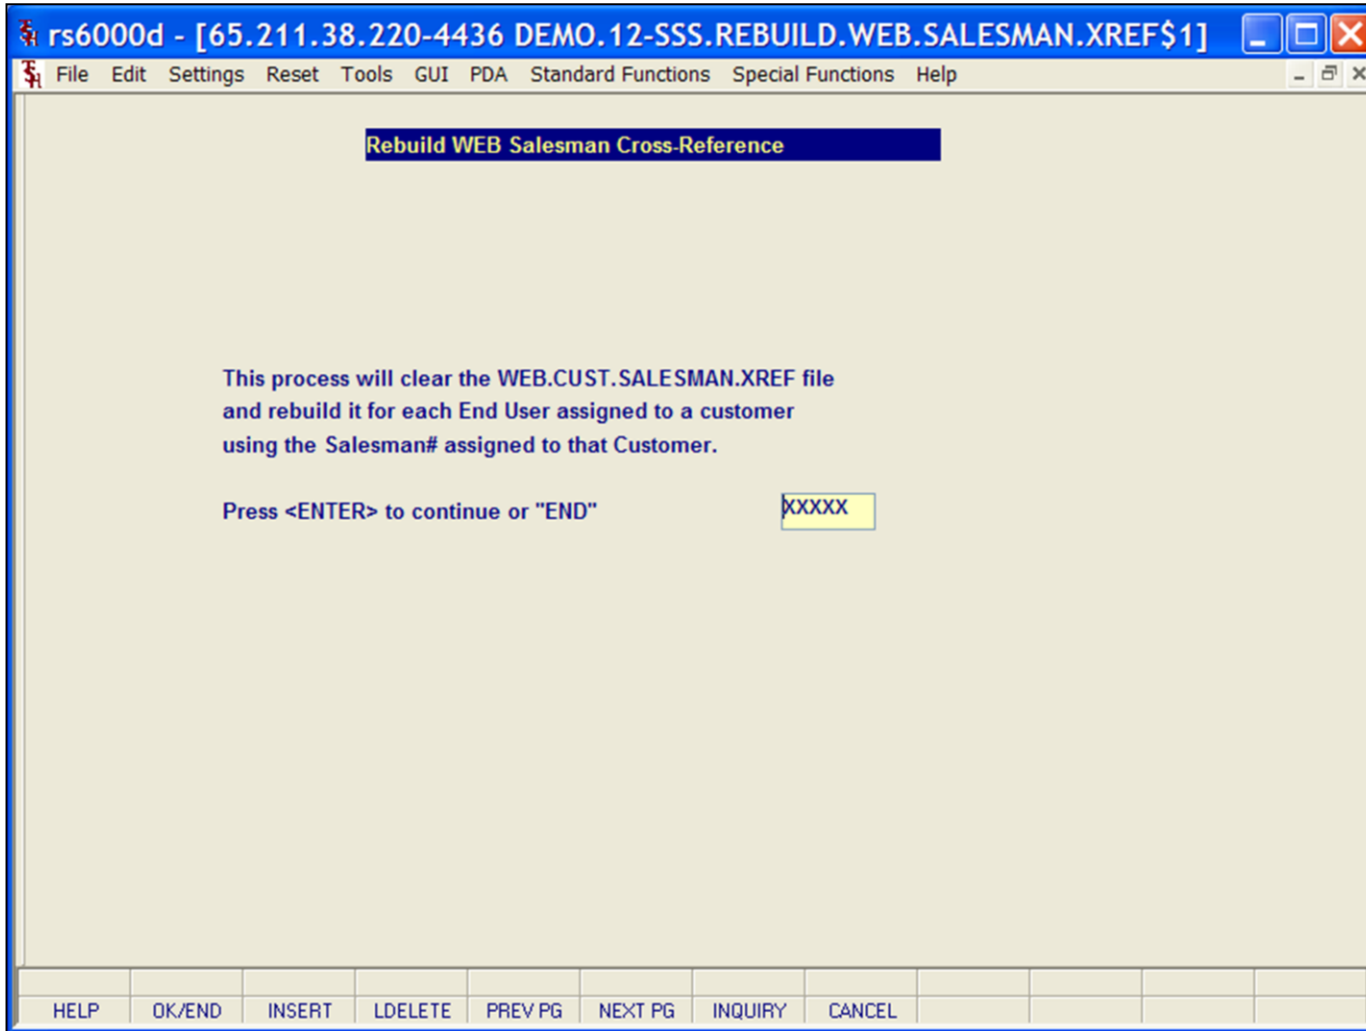 rs6000d - [65.211.38.220-4436 DEMO.12-SSS.REBUILD.WEB.SALESMAN.XREF$1]
File Edit Settings Reset Tools GUI PDA Standard Functions Special Functions Help
Rebuild WEB Salesman Cross-Reference
This process will clear the WEB.CUST.SALESMAN.XREF file
and rebuild it for each End User assigned to a customer
using the Salesman# assigned to that Customer.
Press <ENTER> to continue or "END" XXXXX
HELP OK/END INSERT LDELETE PREV PG NEXT PG INQUIRY CANCEL